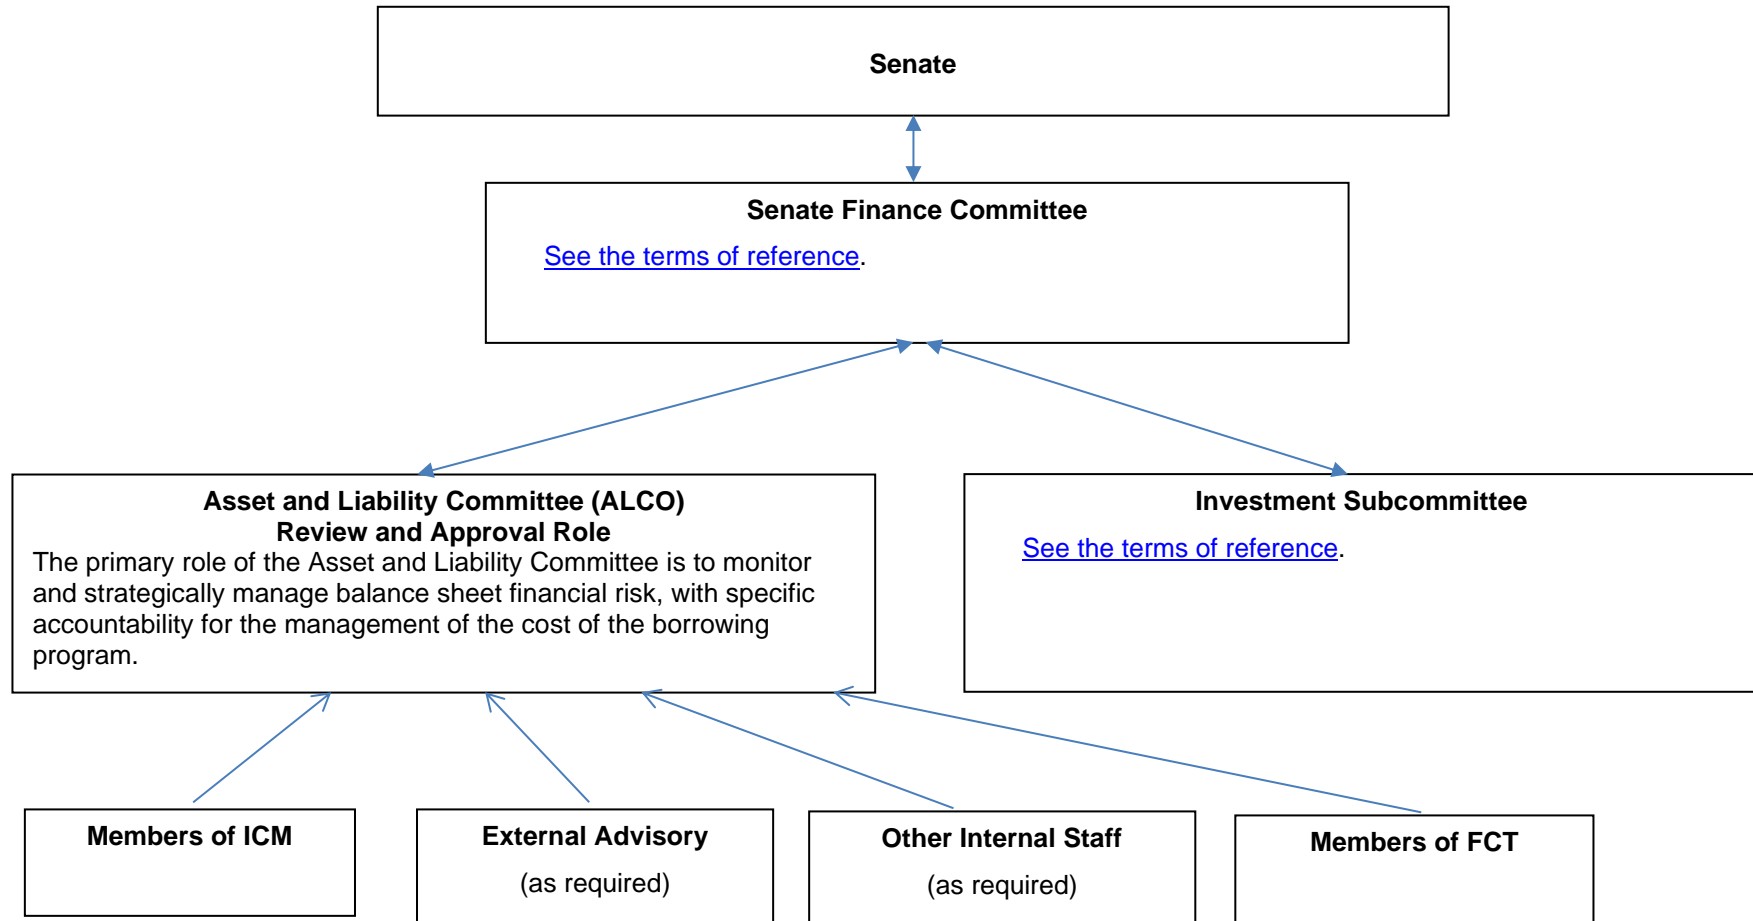 Senate
Senate Finance Committee
See the terms of reference.
Asset and Liability Committee (ALCO)
Review and Approval Role
The primary role of the Asset and Liability Committee is to monitor
and strategically manage balance sheet financial risk, with specific
accountability for the management of the cost of the borrowing
program.
Investment Subcommittee
See the terms of reference.
Members of ICM
External Advisory
(as required)
Other Internal Staff
(as required)
Members of FCT